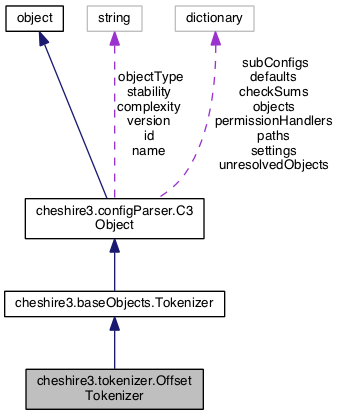 object
string
dictionary
objectType
stability
complexity
version
id
name
subConfigs
defaults
checkSums
objects
permissionHandlers
paths
settings
unresolvedObjects
cheshire3.configParser.C3
Object
cheshire3.baseObjects.Tokenizer
cheshire3.tokenizer.Offset
Tokenizer